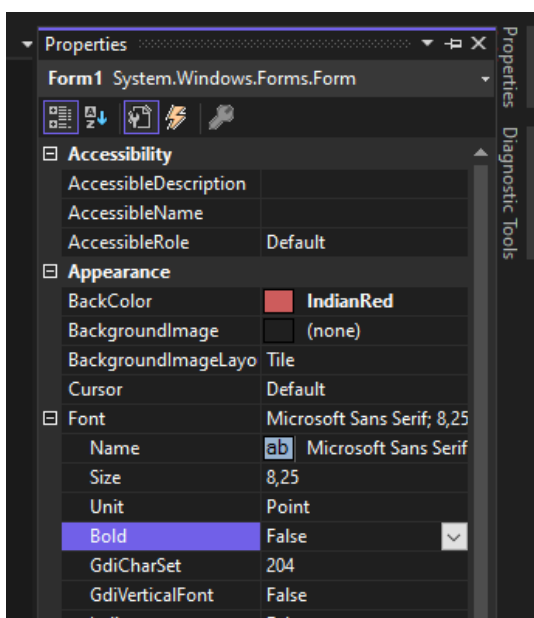 Properties
Form1 System.Windows.Forms.Form
Accessibility
AccessibleDescription
AccessibleName
AccessibleRole Default
Appearance
BackColor IndianRed
BackgroundImage (none)
BackgroundImageLayo Tile
Cursor Default
Font Microsoft Sans Serif; 8,25
Name ab Microsoft Sans Serif
Size 8,25
Unit Point
Bold False
GdiCharSet 204
GdiVerticalFont False
Properties
Diagnostic Tools